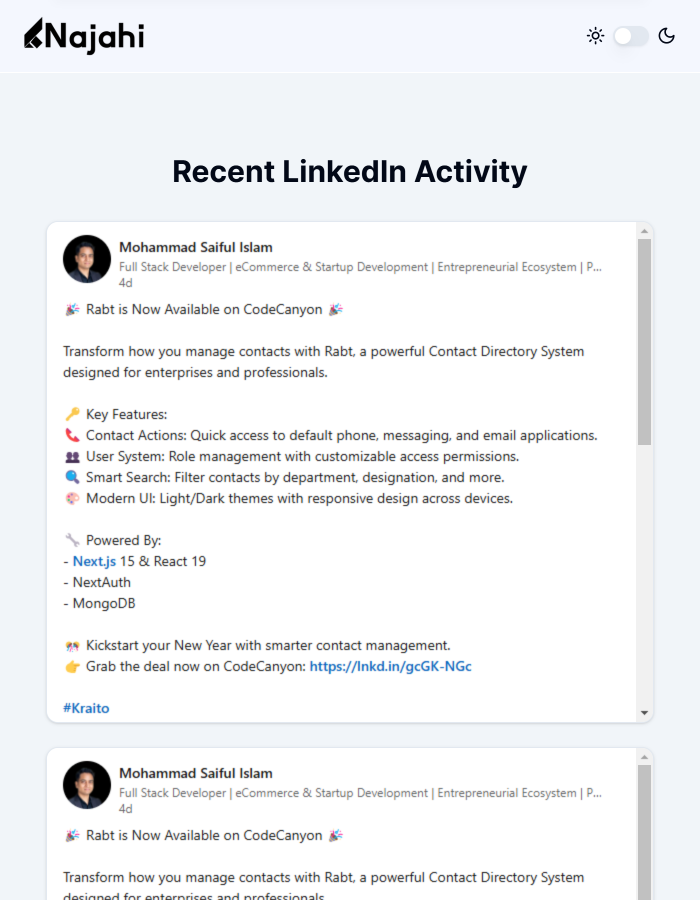 Najahi
Recent LinkedIn Activity
Mohammad Saiful Islam
Full Stack Developer | eCommerce & Startup Development | Entrepreneurial Ecosystem | P...
4d
🎉 Rabt is Now Available on CodeCanyon 🎉
Transform how you manage contacts with Rabt, a powerful Contact Directory System
designed for enterprises and professionals.
🔑 Key Features:
📞 Contact Actions: Quick access to default phone, messaging, and email applications.
👥 User System: Role management with customizable access permissions.
🔍 Smart Search: Filter contacts by department, designation, and more.
🎨 Modern UI: Light/Dark themes with responsive design across devices.
🔧 Powered By:
- Next.js 15 & React 19
- NextAuth
- MongoDB
🎊 Kickstart your New Year with smarter contact management.
👉 Grab the deal now on CodeCanyon: https://lnkd.in/gcGK-NGc
#Kraito
Mohammad Saiful Islam
Full Stack Developer | eCommerce & Startup Development | Entrepreneurial Ecosystem | P...
4d
🎉 Rabt is Now Available on CodeCanyon 🎉
Transform how you manage contacts with Rabt, a powerful Contact Directory System
designed for enterprises and professionals.